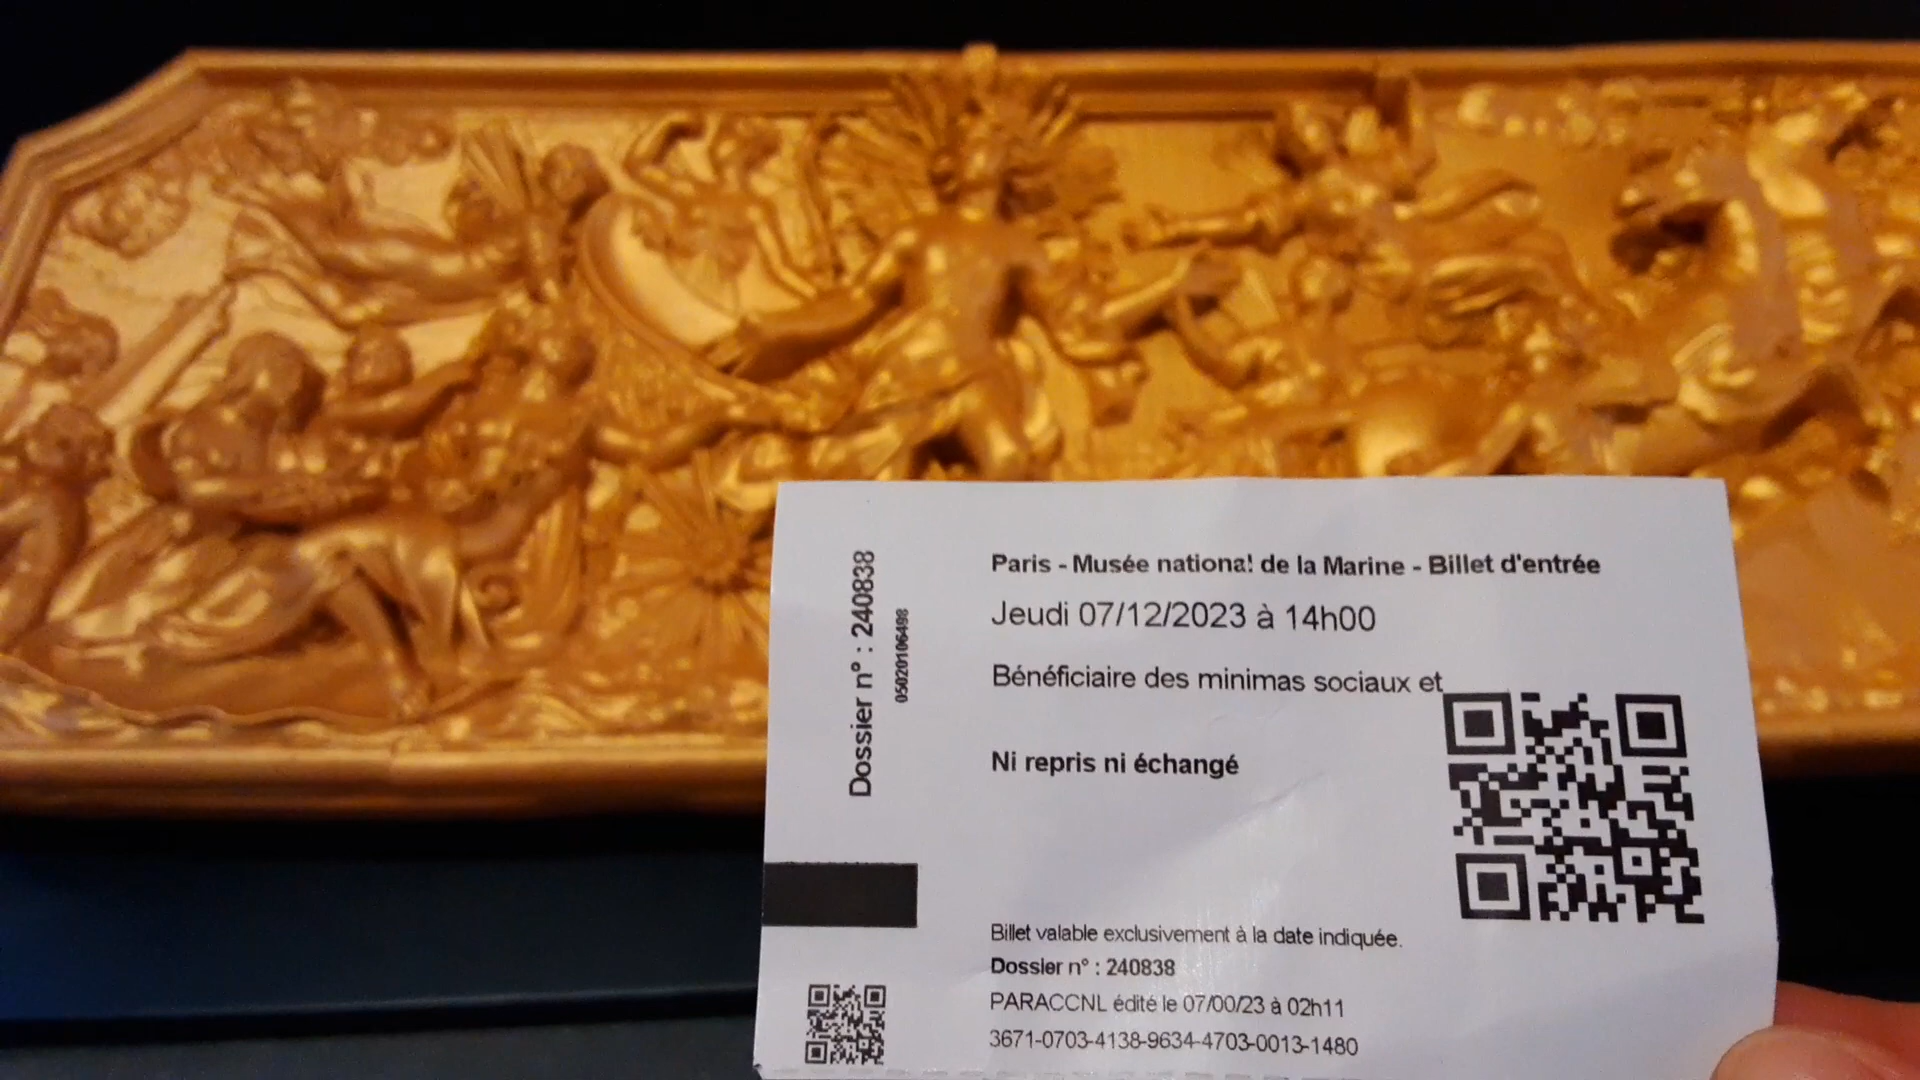 Dossier n° : 240838
05020106498
Paris - Musée national de la Marine - Billet d'entrée
Jeudi 07/12/2023 à 14h00
Bénéficiaire des minimas sociaux et
Ni repris ni échangé
Billet valable exclusivement à la date indiquée.
Dossier n° : 240838
PARACCNL édité le 07/00/23 à 02h11
3671-0703-4138-9634-4703-0013-1480